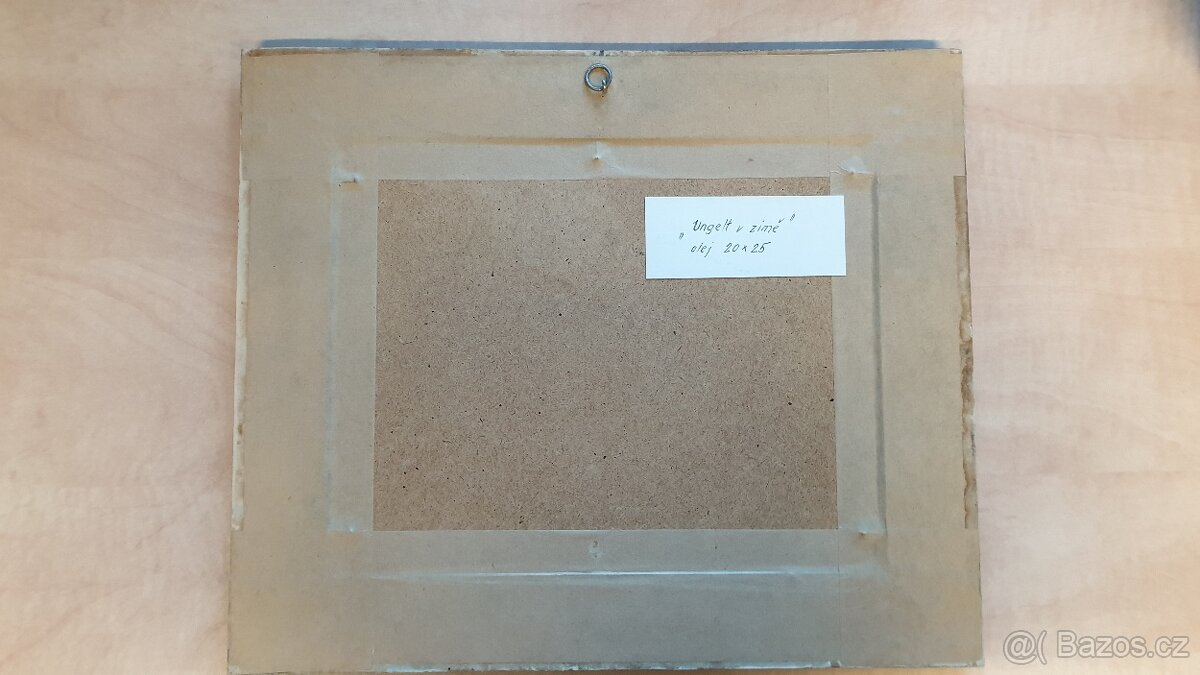 „Ungelt v zimě"
olej 20x25
@( Bazos.cz